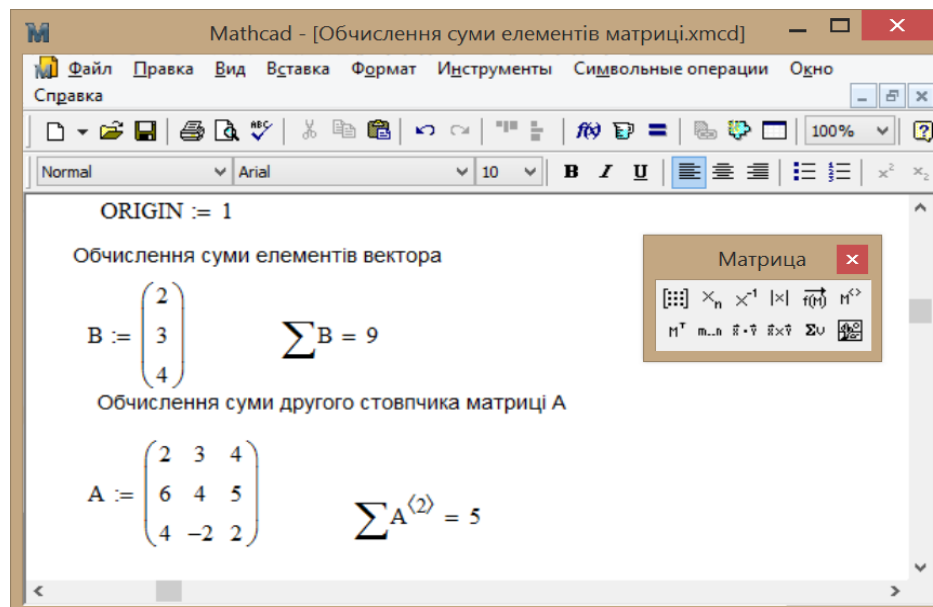 Mathcad - [Обчислення суми елементів матриці.xmcd]
Файл Правка Вид Вставка Формат Инструменты Символьные операции Окно
Справка
100%
Normal Arial 10 B I U
ORIGIN := 1
Обчислення суми елементів вектора
Матрица
B := (2 3 4) ∑B = 9
Обчислення суми другого стовпчика матриці А
A := (2 3 4
6 4 5
4 −2 2) ∑A⟨2⟩ = 5